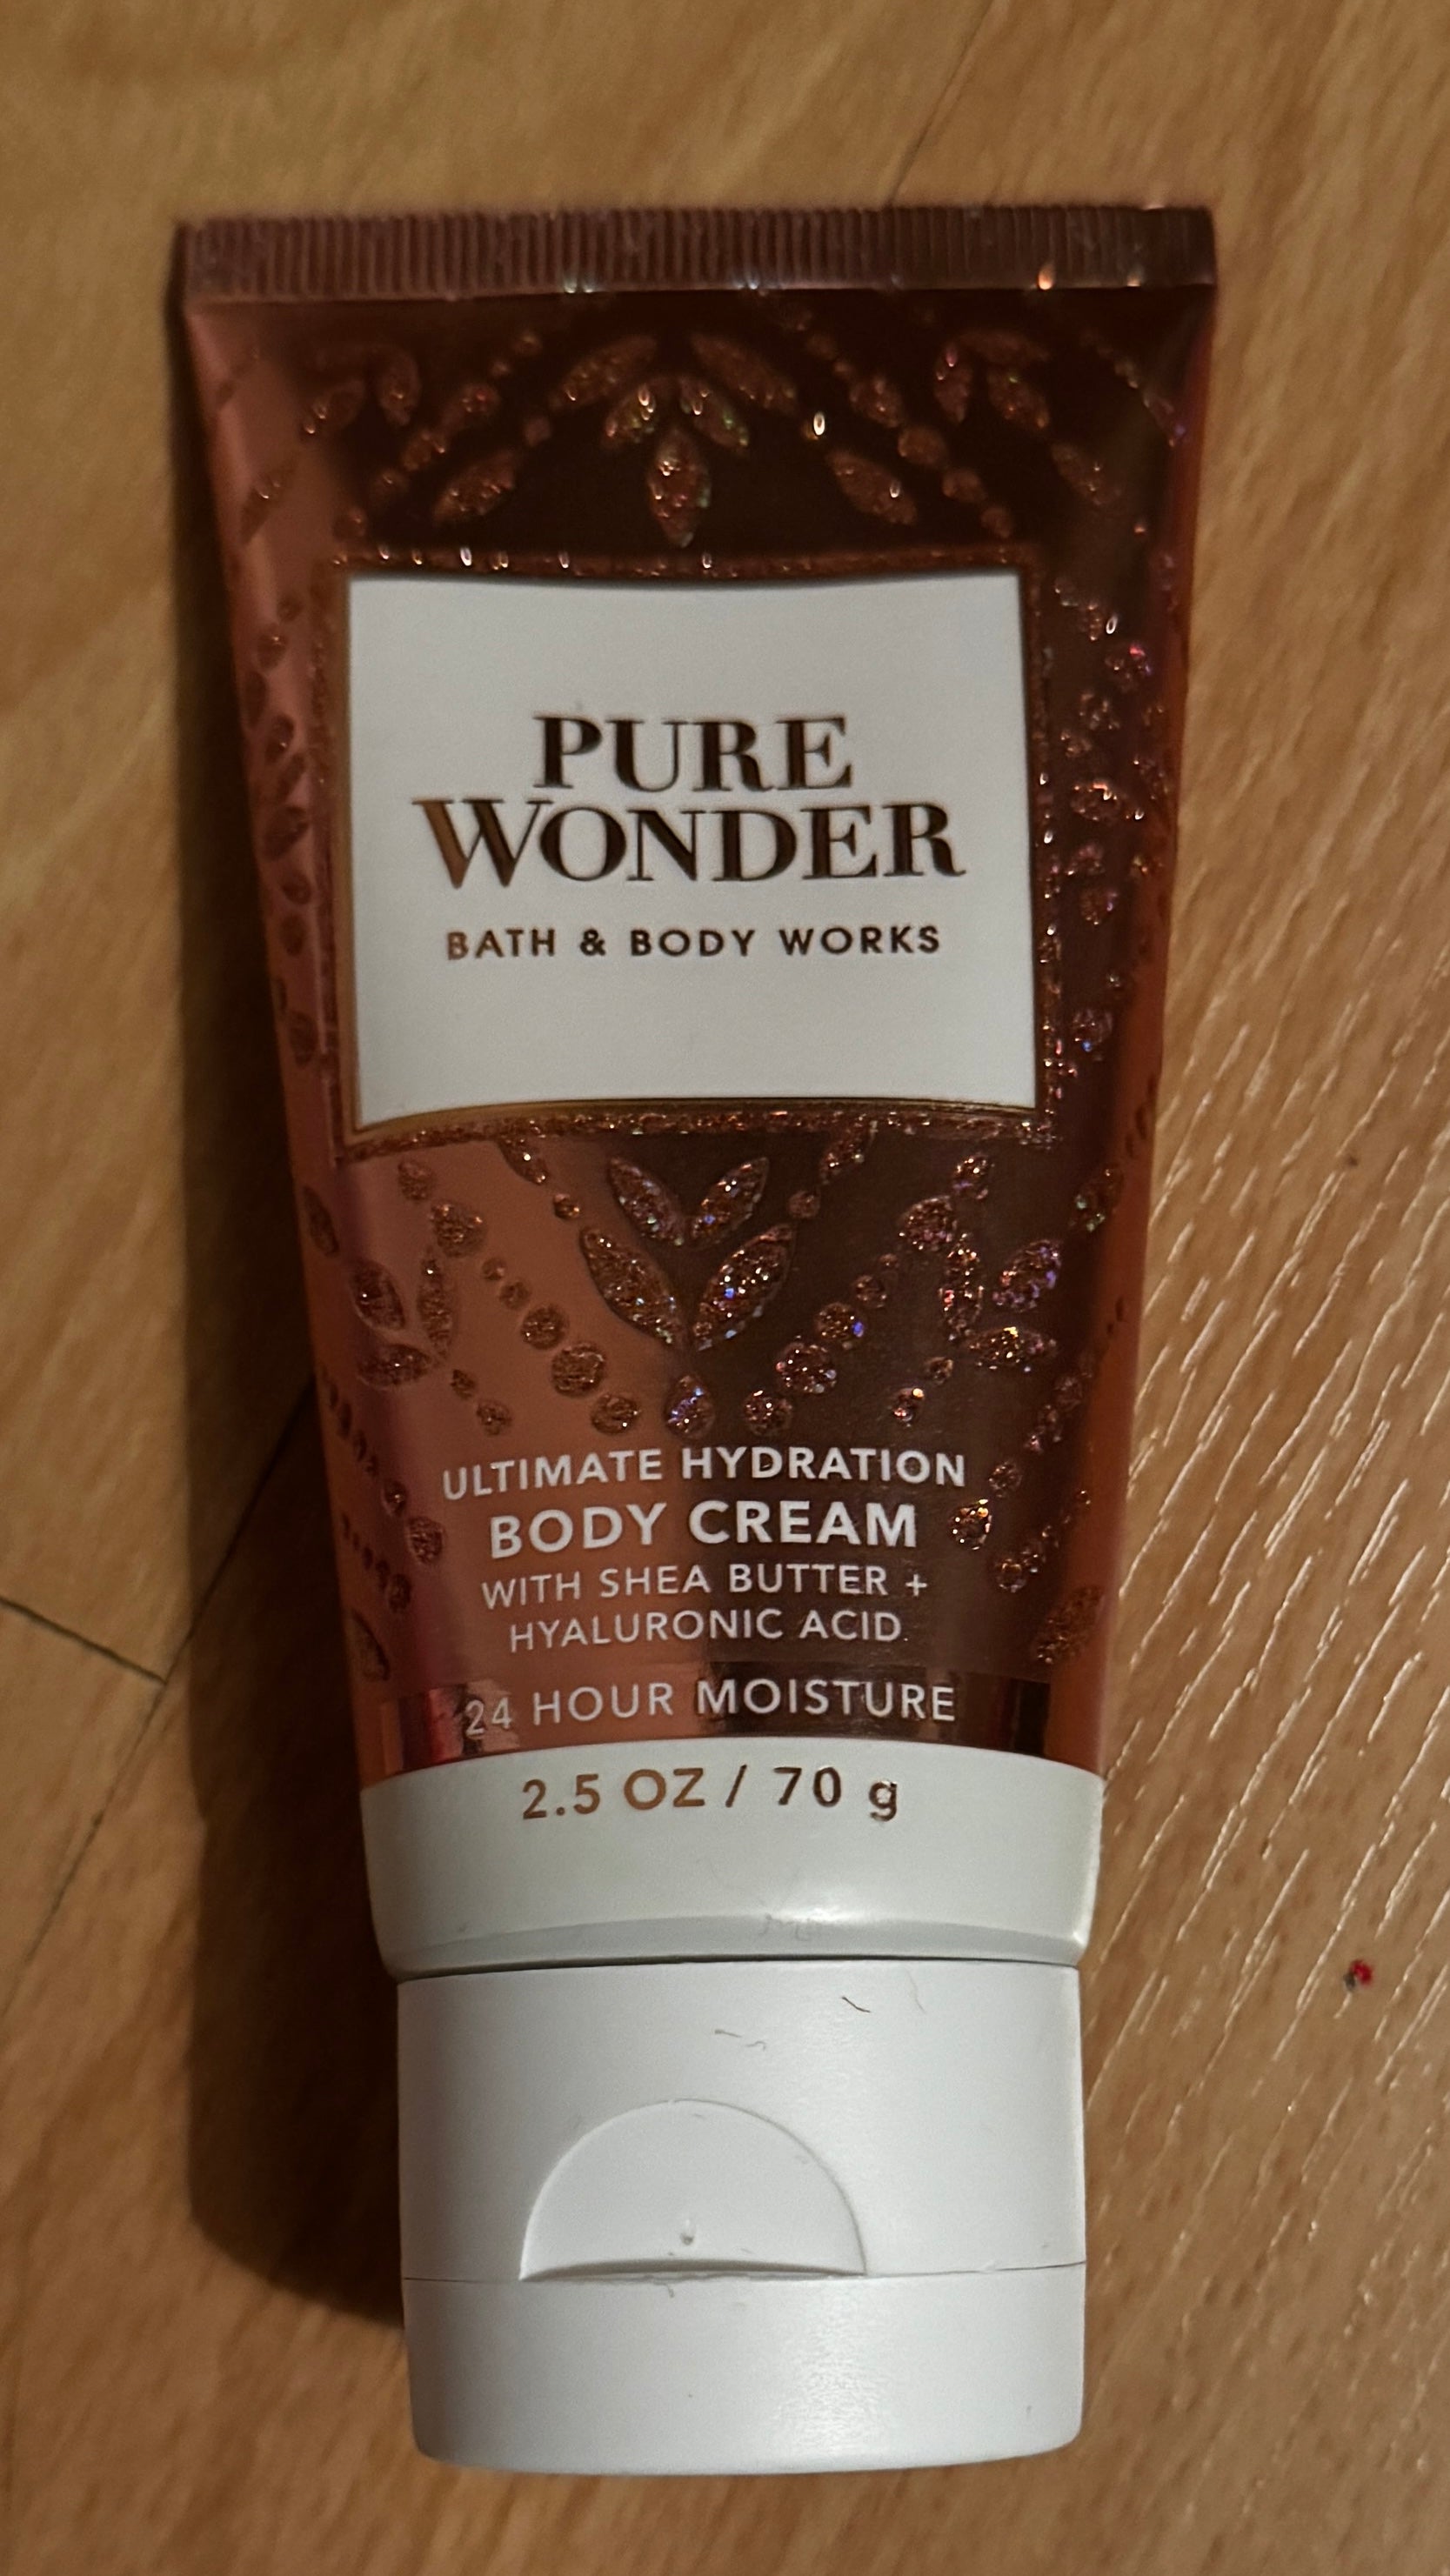 PURE
WONDER
BATH & BODY WORKS
ULTIMATE HYDRATION
BODY CREAM
WITH SHEA BUTTER +
HYALURONIC ACID
24 HOUR MOISTURE
2.5 OZ / 70 g